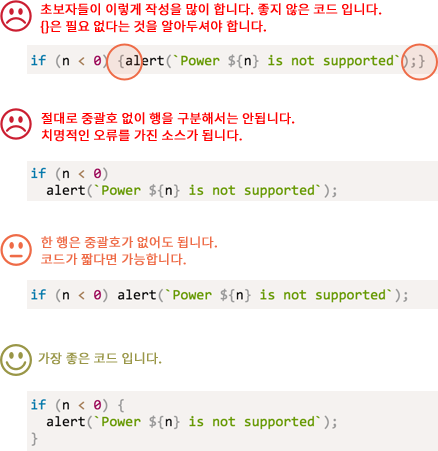 초보자들이 이렇게 작성을 많이 합니다. 좋지 않은 코드 입니다.
{}은 필요 없다는 것을 알아두셔야 합니다.
if (n < 0) {alert(`Power ${n} is not supported`);}
절대로 중괄호 없이 행을 구분해서는 안됩니다.
치명적인 오류를 가진 소스가 됩니다.
if (n < 0)
  alert(`Power ${n} is not supported`);
한 행은 중괄호가 없어도 됩니다.
코드가 짧다면 가능합니다.
if (n < 0) alert(`Power ${n} is not supported`);
가장 좋은 코드 입니다.
if (n < 0) {
  alert(`Power ${n} is not supported`);
}